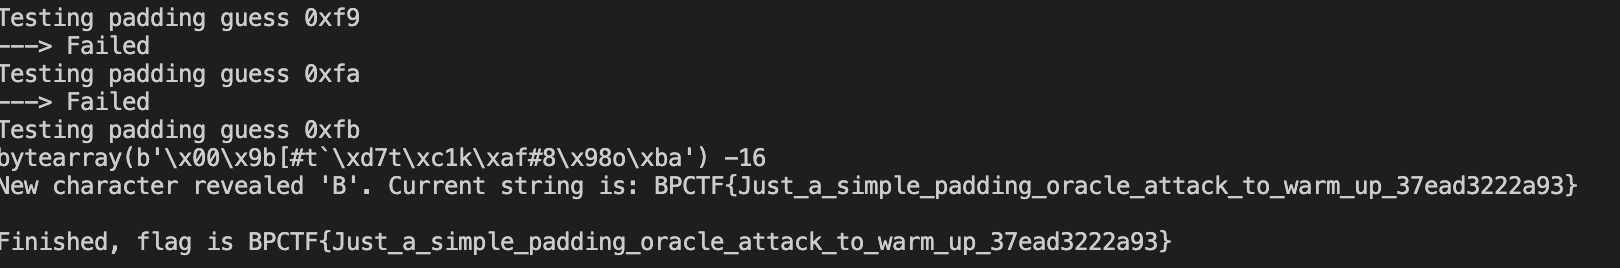 Testing padding guess 0xf9
---> Failed
Testing padding guess 0xfa
---> Failed
Testing padding guess 0xfb
bytearray(b'\x00\x9b[#t`\xd7t\xc1k\xaf#8\x98o\xba') -16
New character revealed 'B'. Current string is: BPCTF{Just_a_simple_padding_oracle_attack_to_warm_up_37ead3222a93}
Finished, flag is BPCTF{Just_a_simple_padding_oracle_attack_to_warm_up_37ead3222a93}